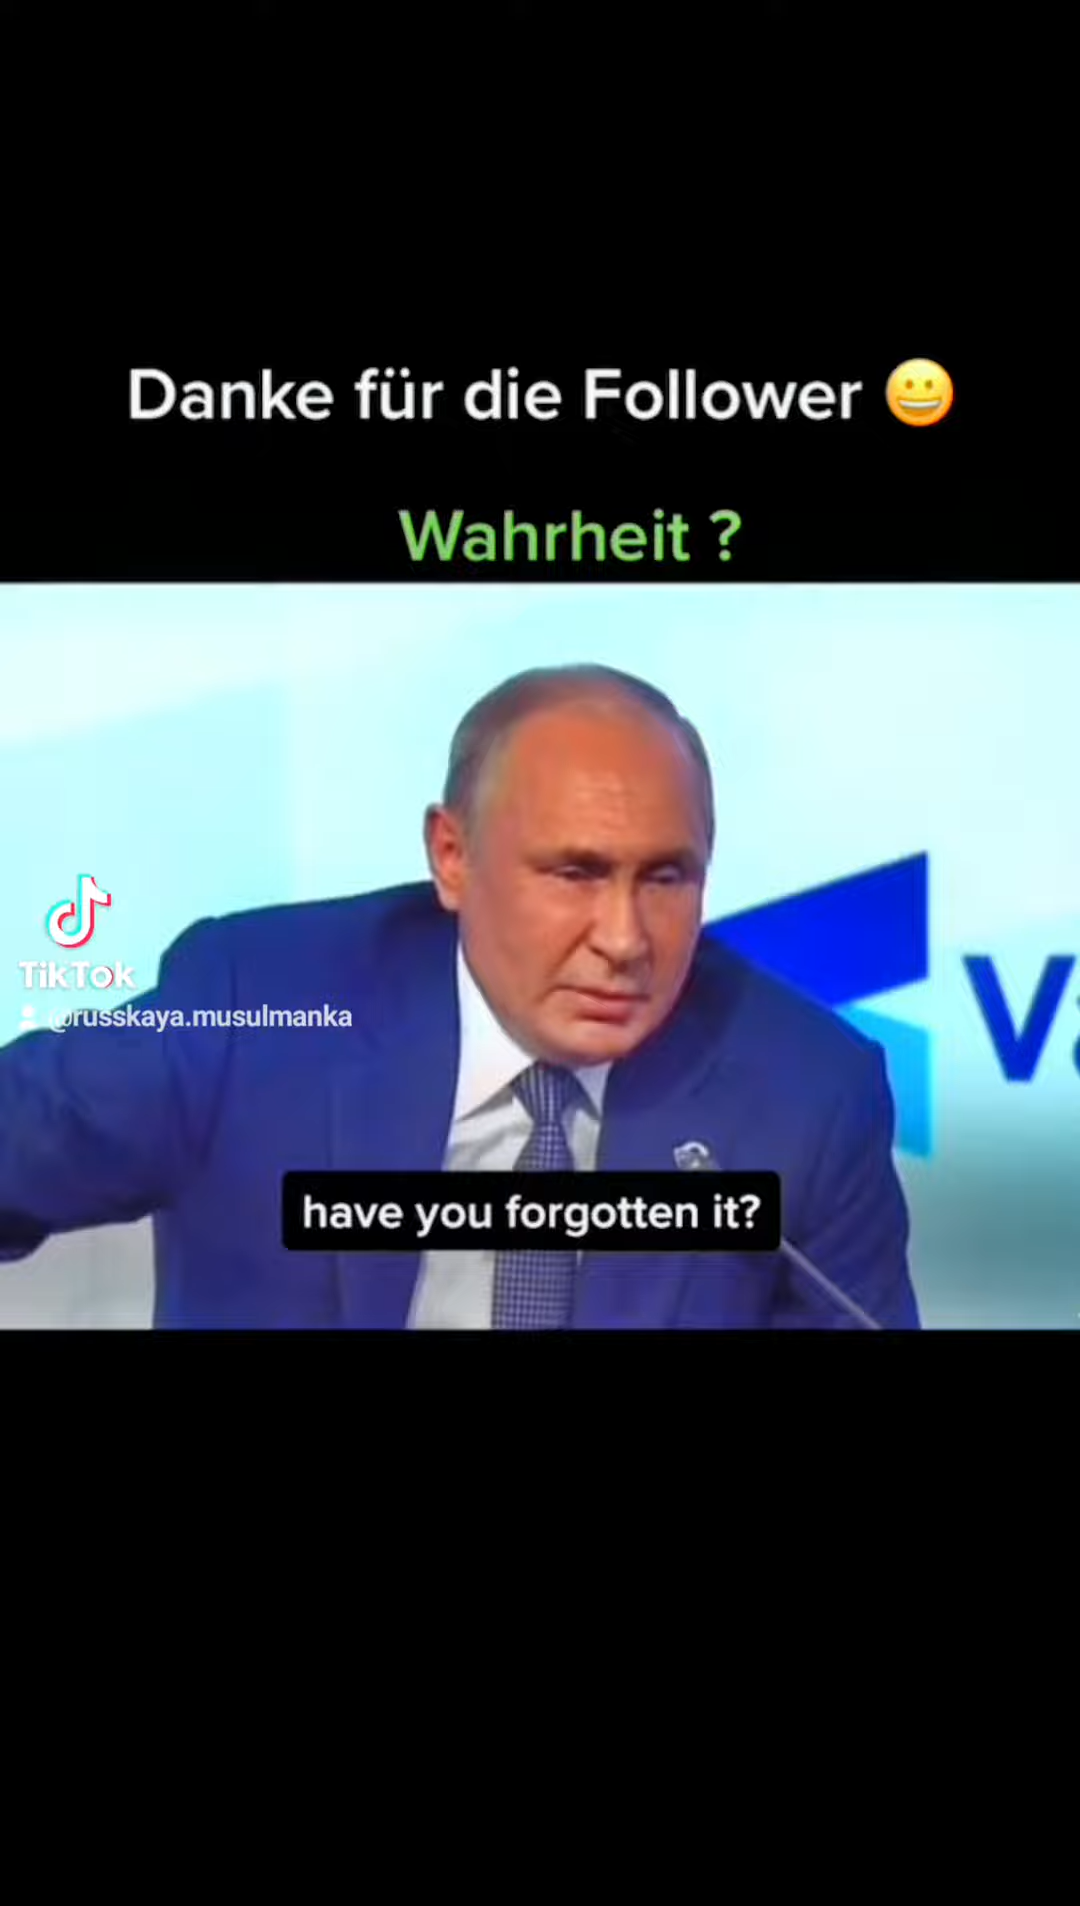 Danke für die Follower 😀
Wahrheit ?
TikTok
@russkaya.musulmanka
have you forgotten it?